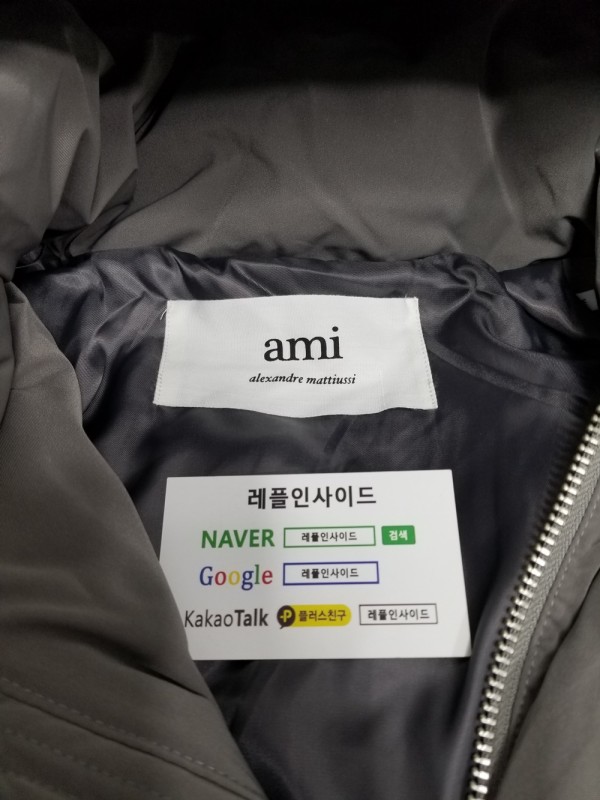 ami
alexandre mattiussi
레플인사이드
NAVER 레플인사이드 검색
Google 레플인사이드
KakaoTalk P 플러스친구 레플인사이드